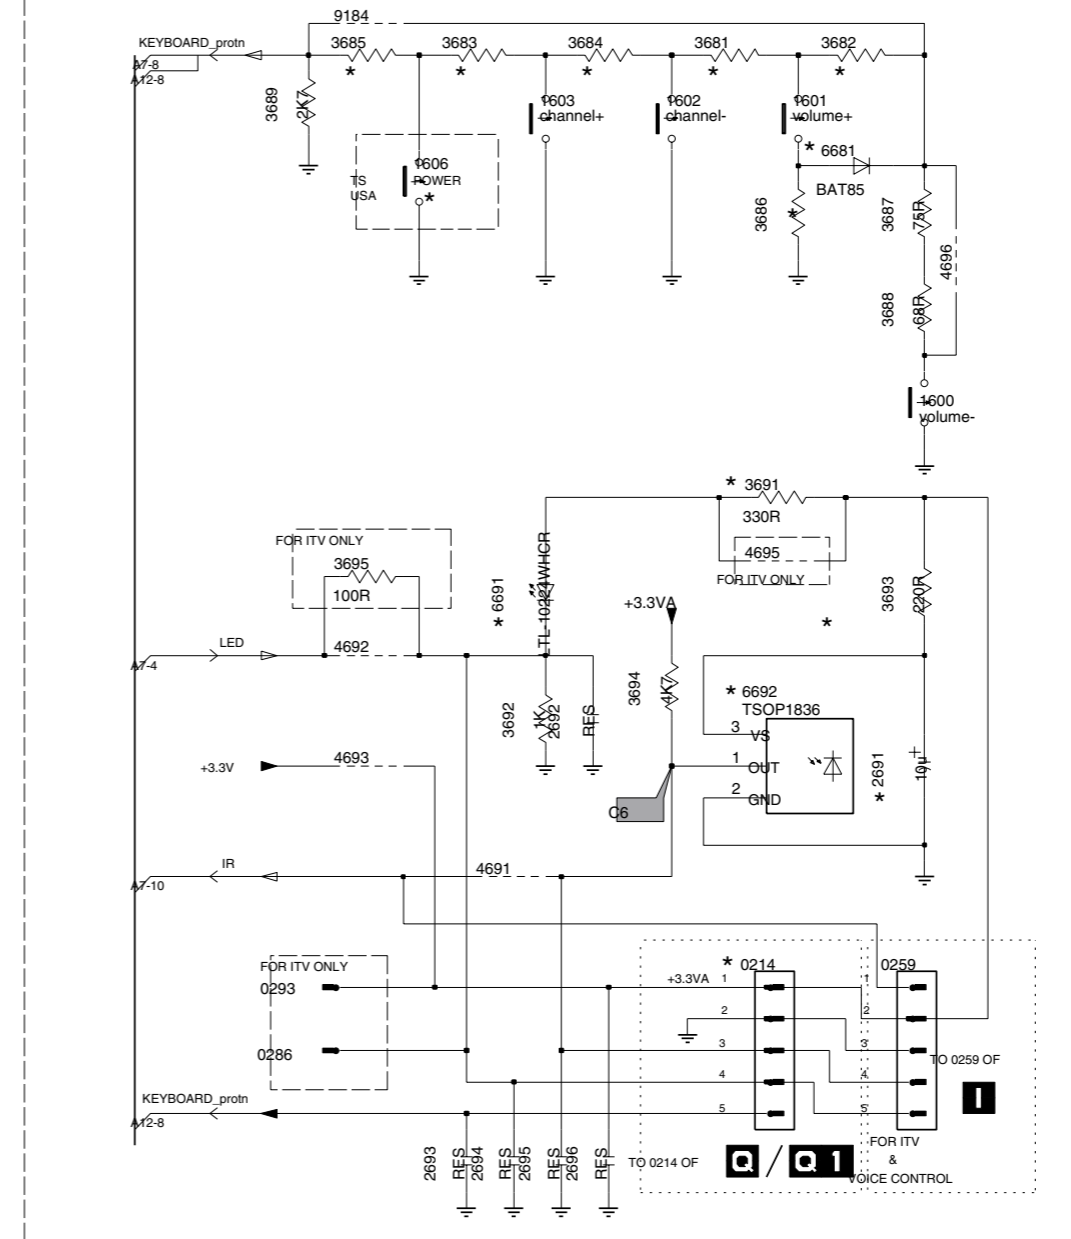 9184
KEYBOARD_protn
3685
3683
3684
3681
3682
A7-8
A12-8
*
*
*
*
*
3689
2K7
1603
channel+
1602
channel-
1601
volume+
TS
USA
1606
POWER
*
* 6681
BAT85
3686
*
3687
75R
4696
3688
68R
1600
volume-
* 3691
330R
FOR ITV ONLY
3695
100R
4695
FOR ITV ONLY
* 6691
LTL-10224WHCR
+3.3VA
3693
220R
*
LED
4692
A7-4
3694
4K7
* 6692
TSOP1836
3692
1K
2692
RES
3
VS
1
OUT
2
GND
* 2691
10µ
+3.3V
4693
C6
IR
4691
A7-10
FOR ITV ONLY
0293
0286
* 0214
0259
+3.3VA
1
2
3
4
5
1
2
3
4
5
TO 0259 OF
I
KEYBOARD_protn
A12-8
2693
RES
2694
RES
2695
RES
2696
RES
TO 0214 OF
Q / Q 1
FOR ITV
&
VOICE CONTROL